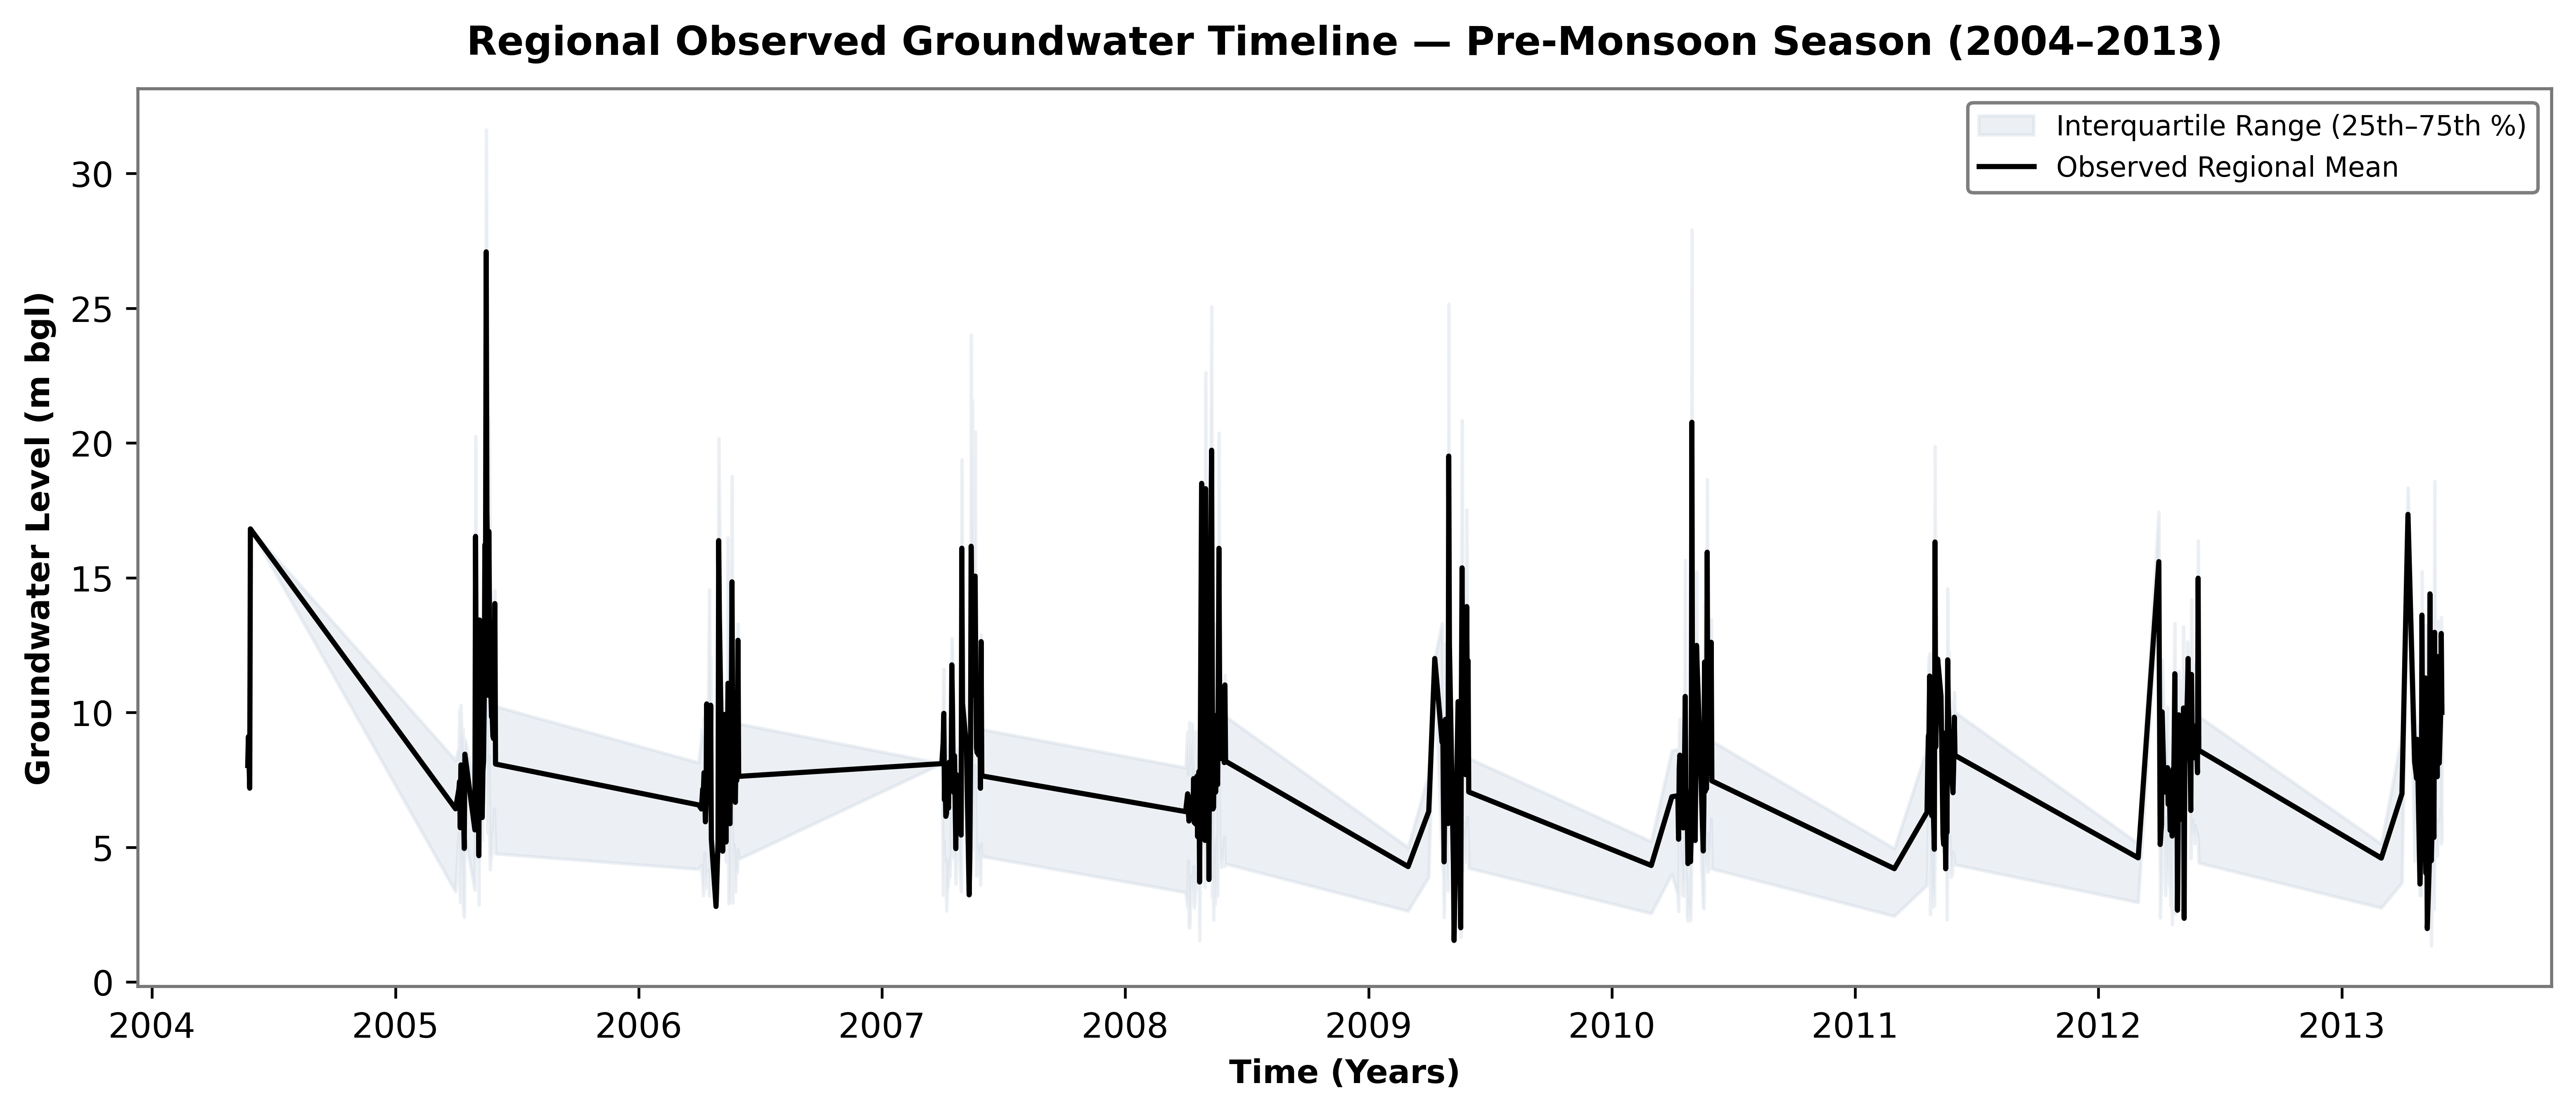 Regional Observed Groundwater Timeline — Pre-Monsoon Season (2004–2013)
Interquartile Range (25th–75th %)
Observed Regional Mean
Groundwater Level (m bgl)
30
25
20
15
10
5
0
2004 2005 2006 2007 2008 2009 2010 2011 2012 2013
Time (Years)